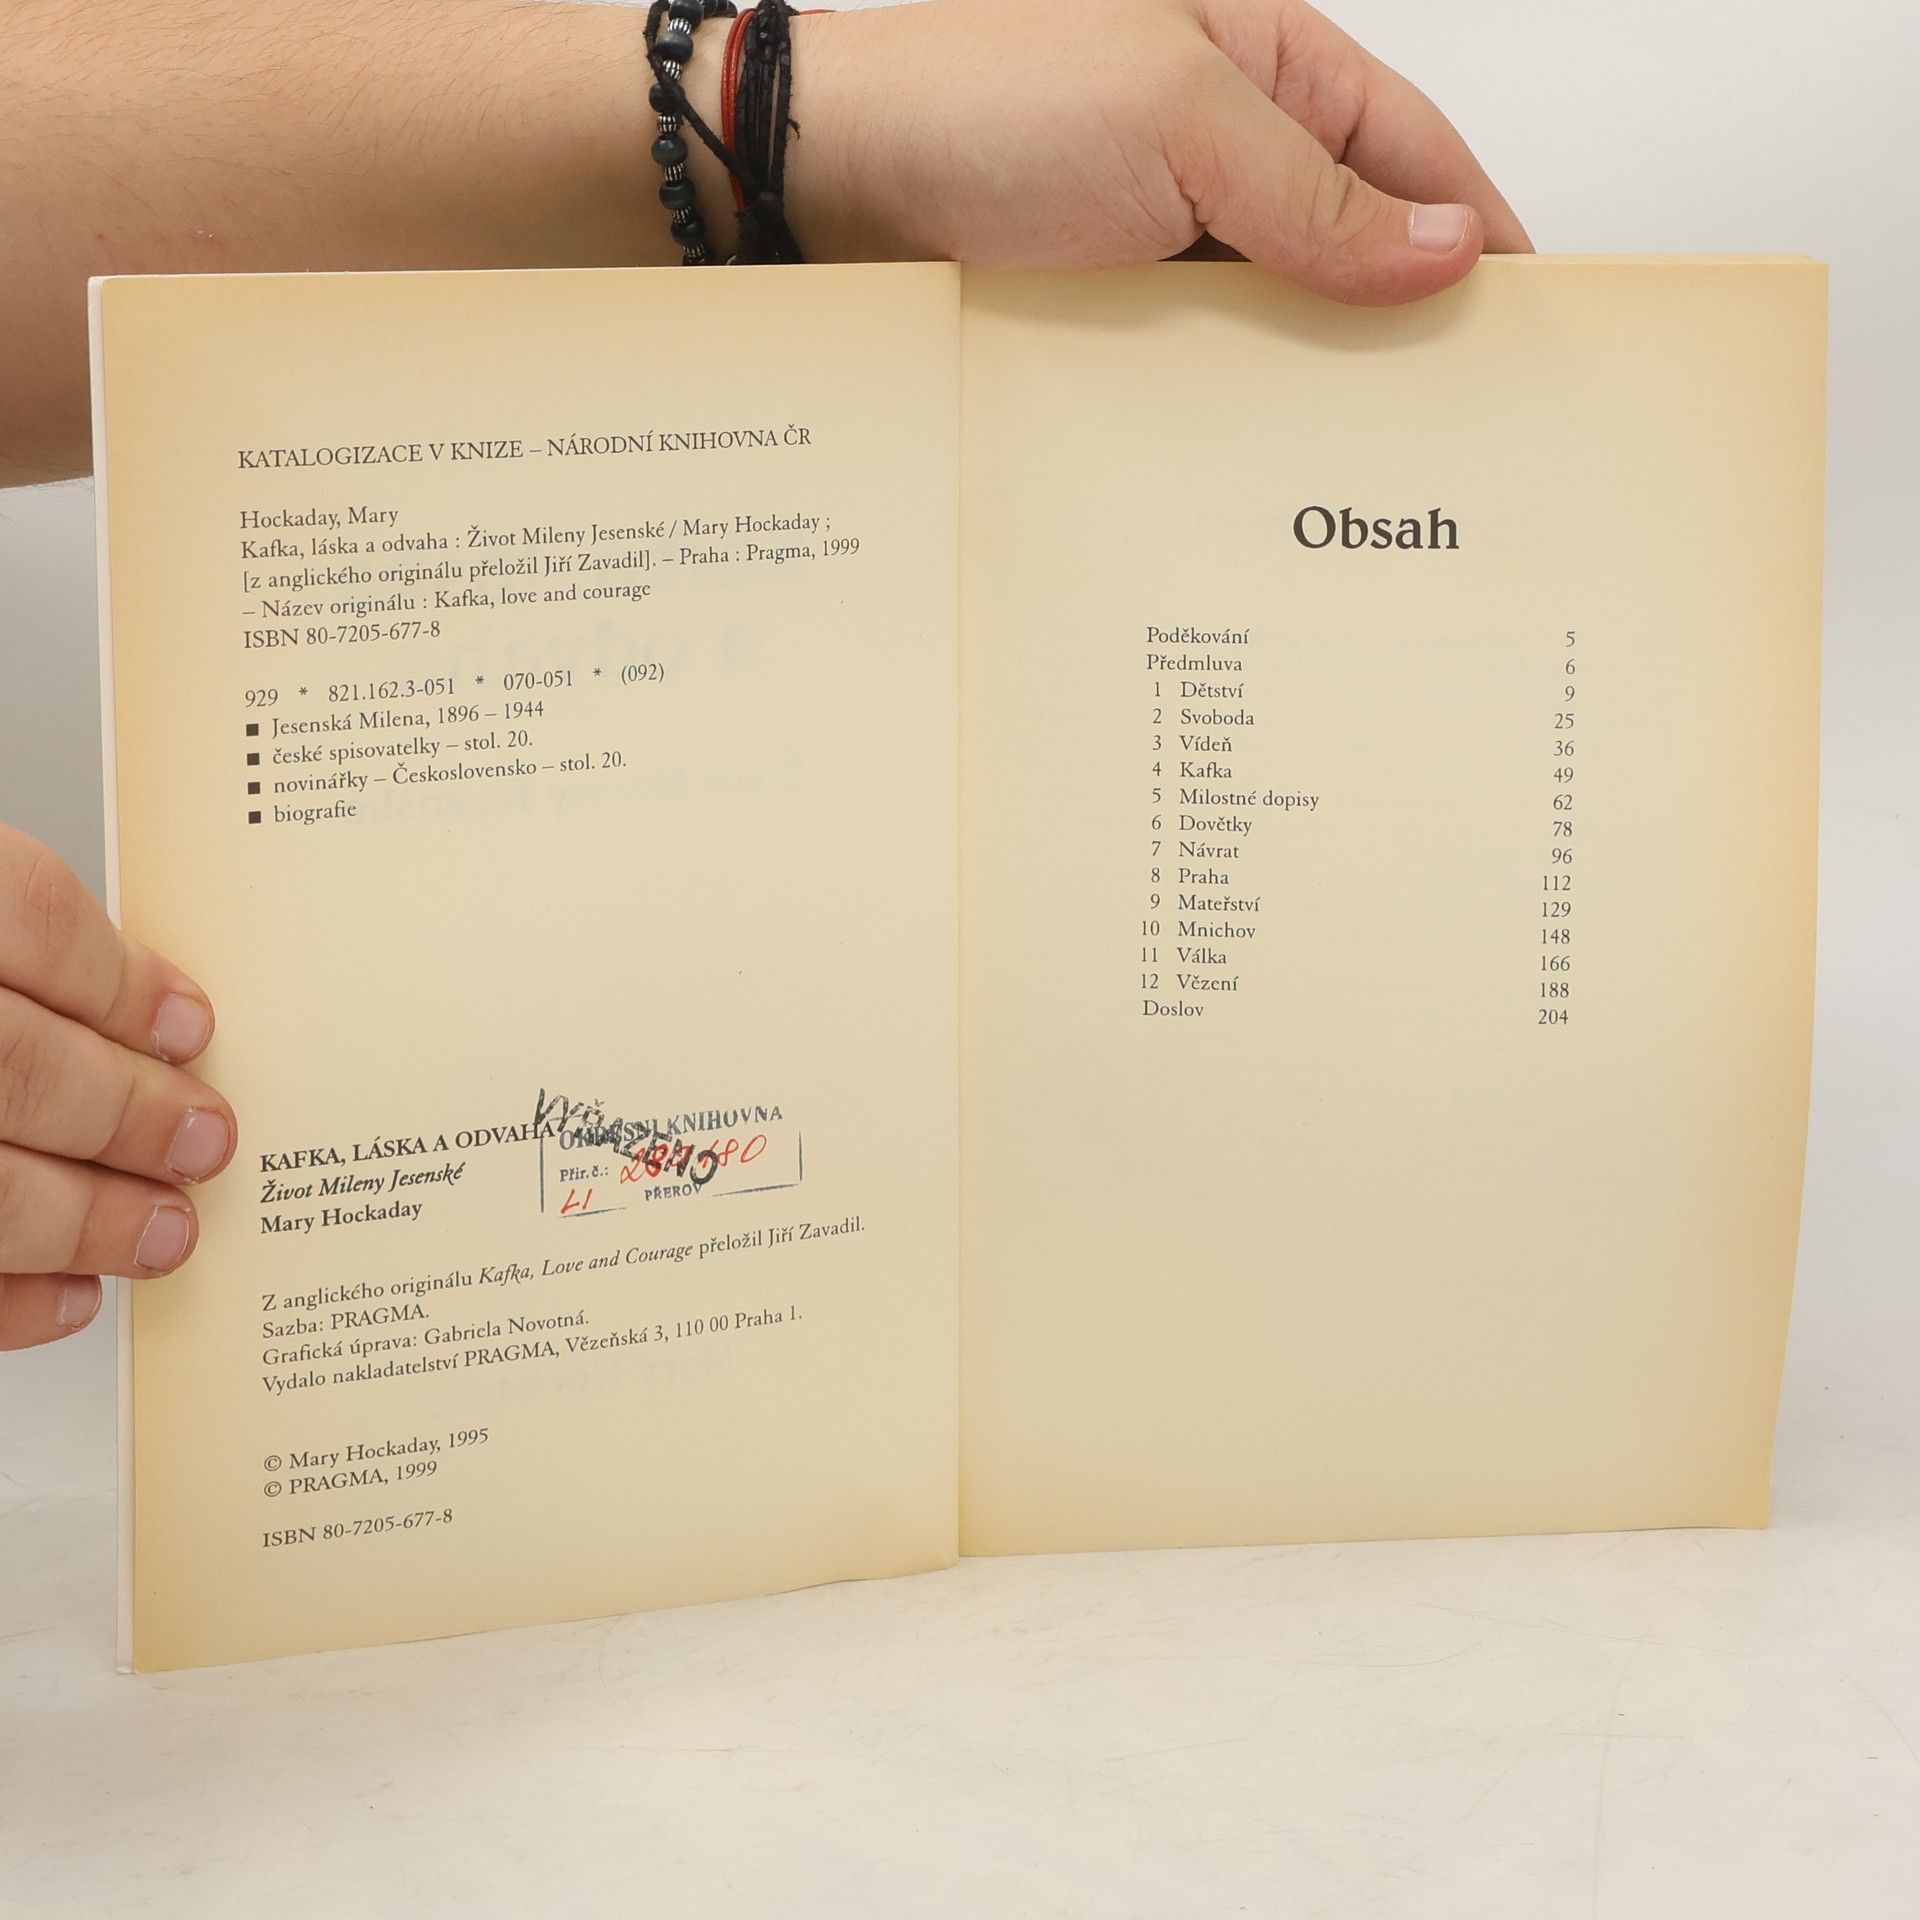 KATALOGIZACE V KNIZE – NÁRODNÍ KNIHOVNA ČR
Hockaday, Mary
Kafka, láska a odvaha : Život Mileny Jesenské / Mary Hockaday ;
[z anglického originálu přeložil Jiří Zavadil]. – Praha : Pragma, 1999
– Název originálu : Kafka, love and courage
ISBN 80-7205-677-8
929 * 821.162.3-051 * 070-051 * (092)
■ Jesenská Milena, 1896 – 1944
■ české spisovatelky – stol. 20.
■ novinářky – Československo – stol. 20.
■ biografie
KAFKA, LÁSKA A ODVAHA
Život Mileny Jesenské
Mary Hockaday
VYŘAZENO
OKRESNÍ KNIHOVNA
Přír. č.:
LI
PŘEROV
Z anglického originálu Kafka, Love and Courage přeložil Jiří Zavadil.
Sazba: PRAGMA.
Grafická úprava: Gabriela Novotná.
Vydalo nakladatelství PRAGMA, Vězeňská 3, 110 00 Praha 1.
© Mary Hockaday, 1995
© PRAGMA, 1999
ISBN 80-7205-677-8
Obsah
Poděkování 5
Předmluva 6
1 Dětství 9
2 Svoboda 25
3 Vídeň 36
4 Kafka 49
5 Milostné dopisy 62
6 Dovětky 78
7 Návrat 96
8 Praha 112
9 Mateřství 129
10 Mnichov 148
11 Válka 166
12 Vězení 188
Doslov 204